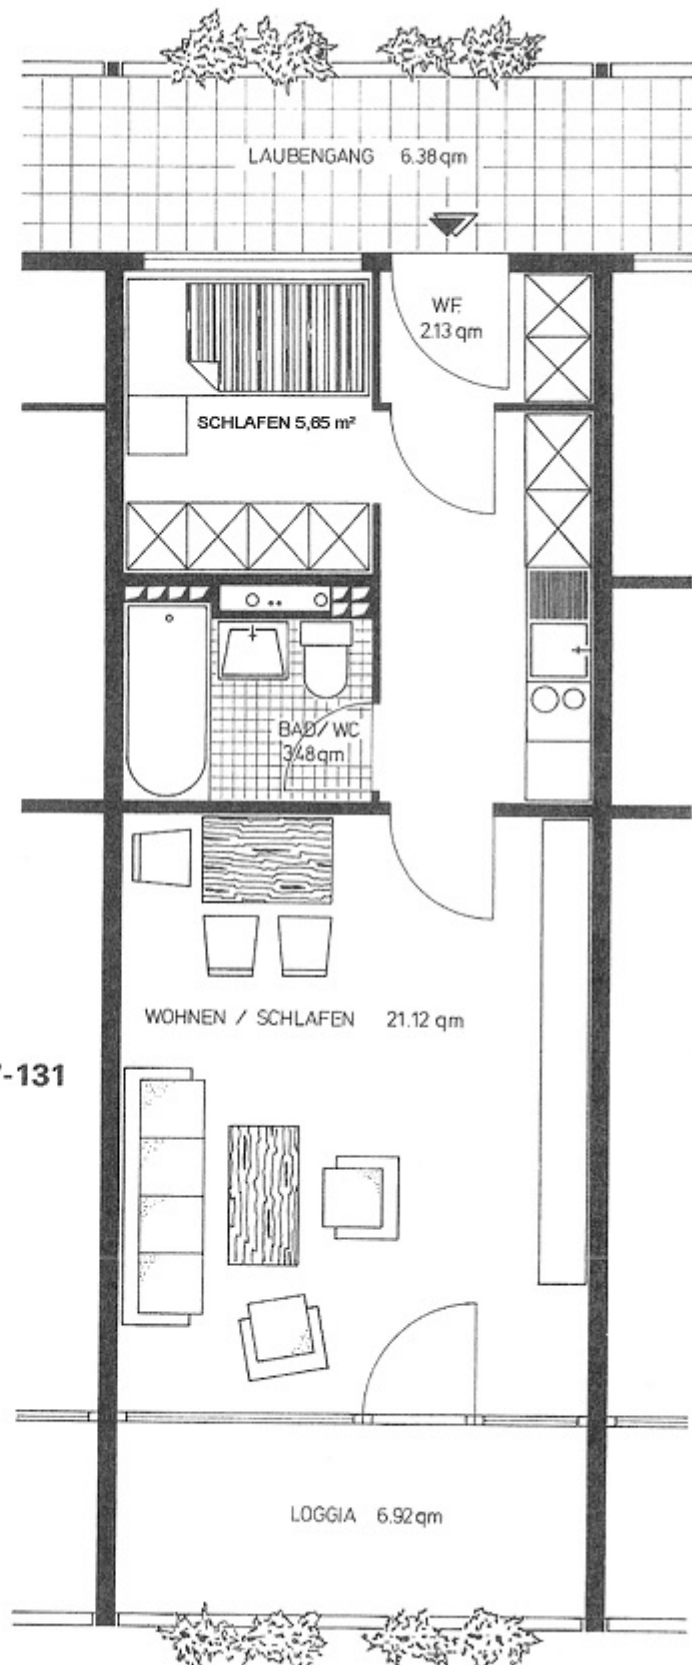 LAUBENGANG 6.38 qm
WF.
2.13 qm
SCHLAFEN 5,65 m²
BAD/WC
3.48 qm
WOHNEN / SCHLAFEN 21.12 qm
-131
LOGGIA 6.92 qm